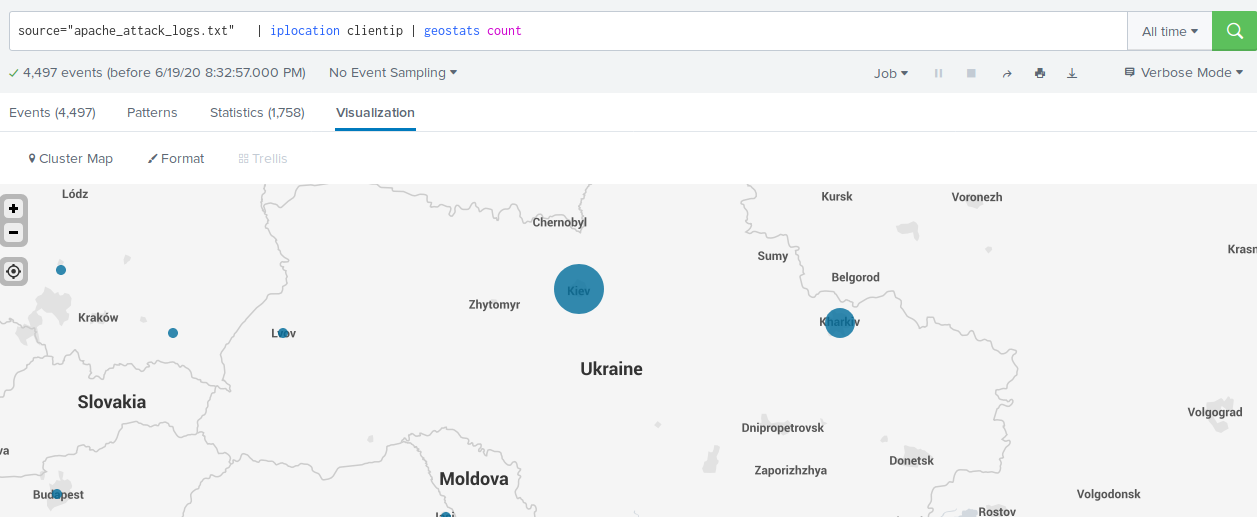 source="apache_attack_logs.txt" | iplocation clientip | geostats count
All time
4,497 events (before 6/19/20 8:32:57.000 PM)
No Event Sampling
Job
Verbose Mode
Events (4,497)
Patterns
Statistics (1,758)
Visualization
Cluster Map
Format
Trellis
Lódz
Kursk
Voronezh
+
−
Chernobyl
Sumy
Krasn
Belgorod
Kiev
Zhytomyr
Kraków
Kharkiv
Lvov
Ukraine
Slovakia
Volgograd
Dnipropetrovsk
va
Donetsk
Zaporizhzhya
Moldova
Budapest
Volgodonsk
Rostov